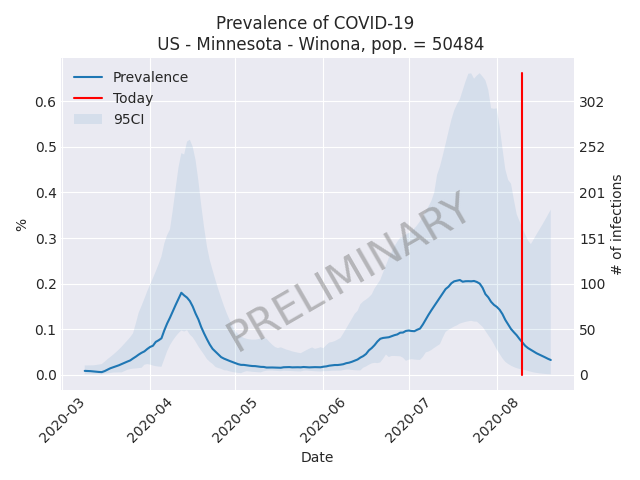 Prevalence of COVID-19
US - Minnesota - Winona, pop. = 50484
Prevalence
Today
95CI
PRELIMINARY
%
0.6
0.5
0.4
0.3
0.2
0.1
0.0
302
252
201
151
100
50
0
# of infections
2020-03
2020-04
2020-05
2020-06
2020-07
2020-08
Date